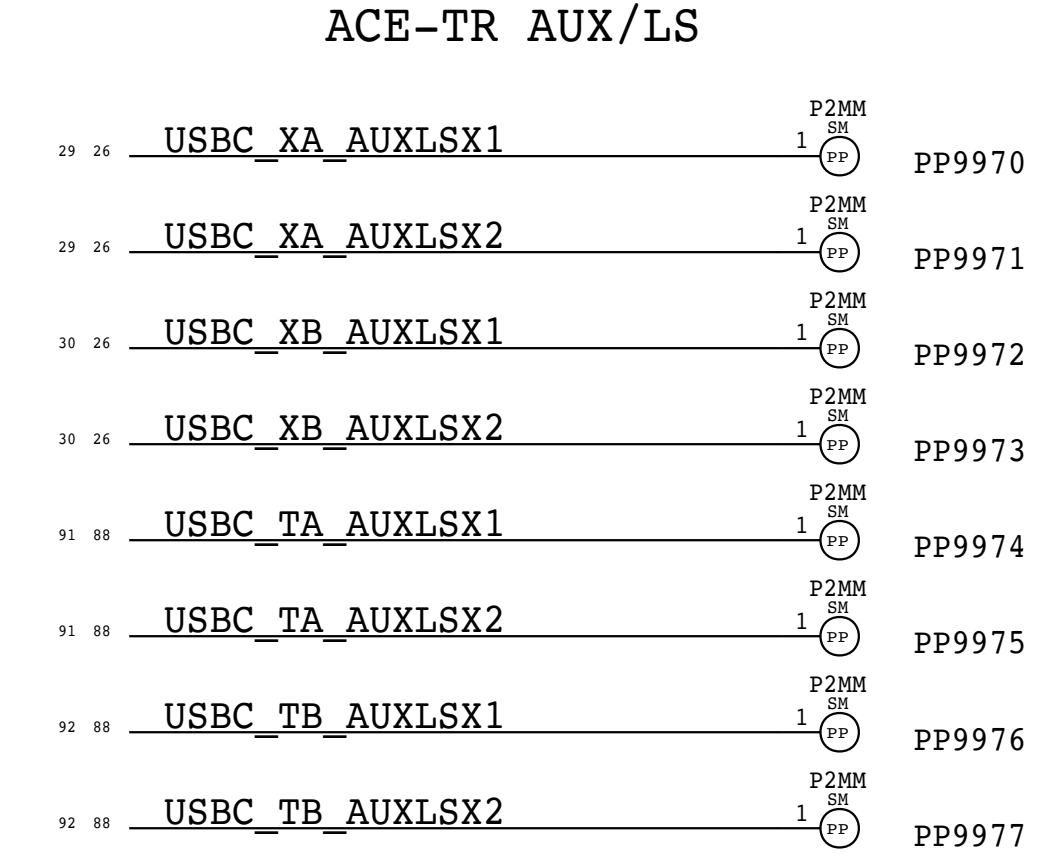 ACE-TR AUX/LS
P2MM
SM
29 26 USBC_XA_AUXLSX1 1 PP PP9970
P2MM
SM
29 26 USBC_XA_AUXLSX2 1 PP PP9971
P2MM
SM
30 26 USBC_XB_AUXLSX1 1 PP PP9972
P2MM
SM
30 26 USBC_XB_AUXLSX2 1 PP PP9973
P2MM
SM
91 88 USBC_TA_AUXLSX1 1 PP PP9974
P2MM
SM
91 88 USBC_TA_AUXLSX2 1 PP PP9975
P2MM
SM
92 88 USBC_TB_AUXLSX1 1 PP PP9976
P2MM
SM
92 88 USBC_TB_AUXLSX2 1 PP PP9977